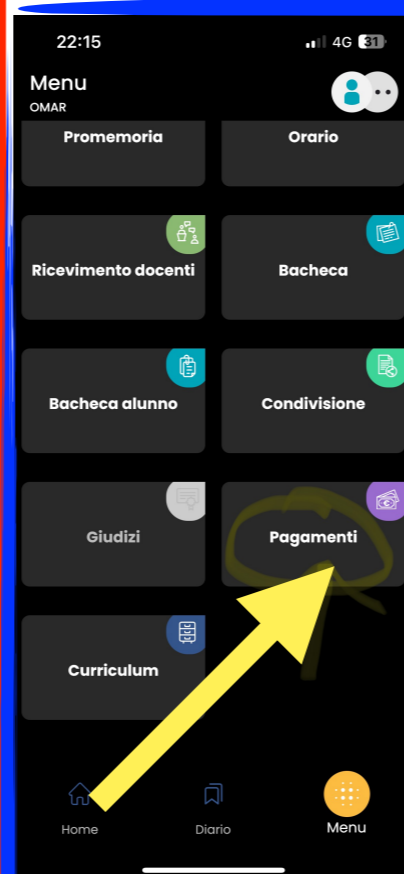 22:15
4G 31
Menu
OMAR
Promemoria Orario
Ricevimento docenti Bacheca
Bacheca alunno Condivisione
Giudizi Pagamenti
Curriculum
Home Diario Menu